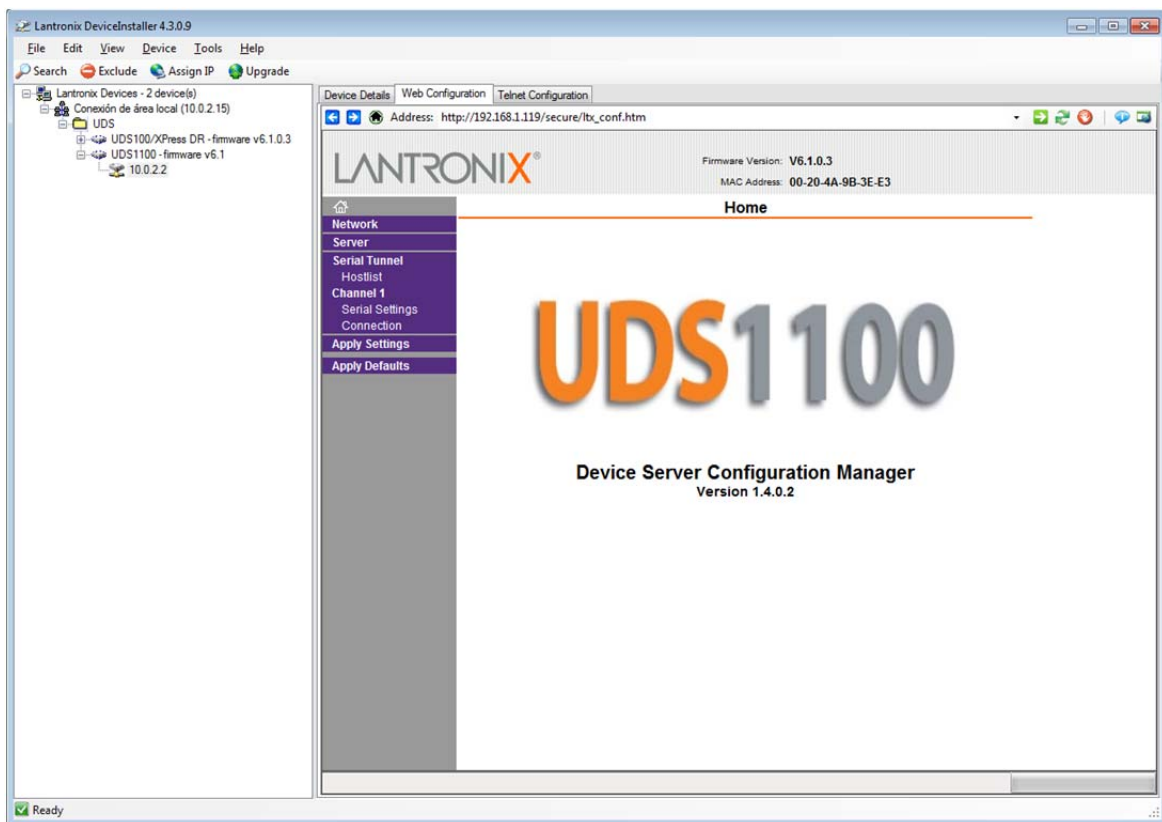 Lantronix DeviceInstaller 4.3.0.9
File Edit View Device Tools Help
Search Exclude Assign IP Upgrade
Lantronix Devices - 2 device(s)
Conexión de área local (10.0.2.15)
UDS
UDS100/XPress DR - firmware v6.1.0.3
UDS1100 - firmware v6.1
10.0.2.2
Device Details Web Configuration Telnet Configuration
Address: http://192.168.1.119/secure/ltx_conf.htm
LANTRONIX®
Firmware Version: V6.1.0.3
MAC Address: 00-20-4A-9B-3E-E3
Home
Network
Server
Serial Tunnel
Hostlist
Channel 1
Serial Settings
Connection
Apply Settings
Apply Defaults
UDS1100
Device Server Configuration Manager
Version 1.4.0.2
Ready